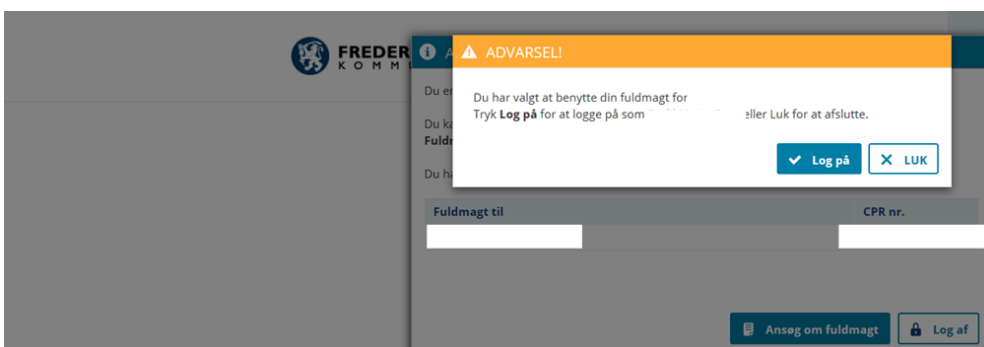 FREDER
KOMM
A
ADVARSEL!
Du er
Du har valgt at benytte din fuldmagt for
Tryk Log på for at logge på som eller Luk for at afslutte.
Du ka
Fuldm
Log på
LUK
Du ha
Fuldmagt til
CPR nr.
Ansøg om fuldmagt
Log af